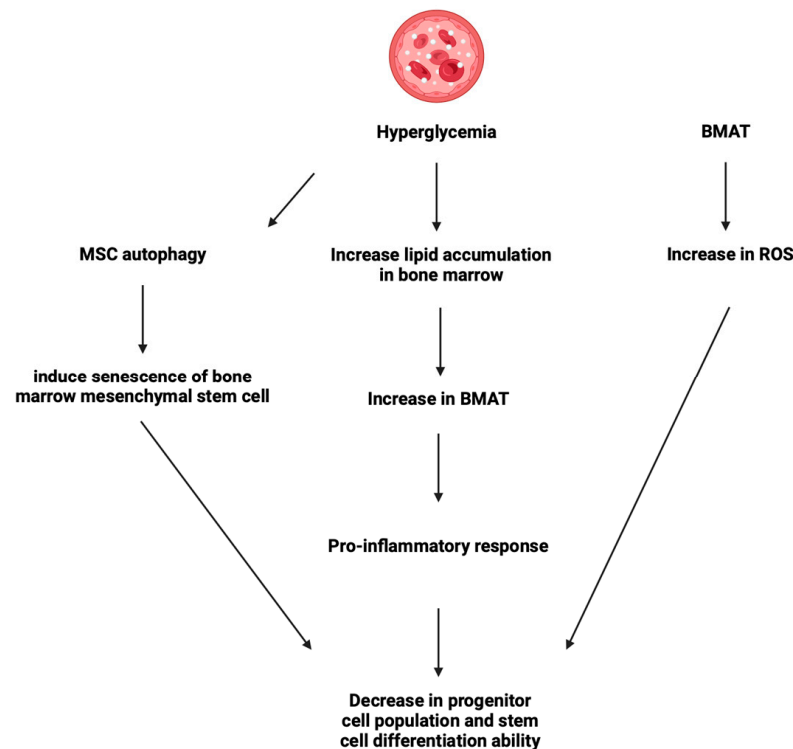 Hyperglycemia
BMAT
MSC autophagy
Increase lipid accumulation
in bone marrow
Increase in ROS
induce senescence of bone
marrow mesenchymal stem cell
Increase in BMAT
Pro-inflammatory response
Decrease in progenitor
cell population and stem
cell differentiation ability